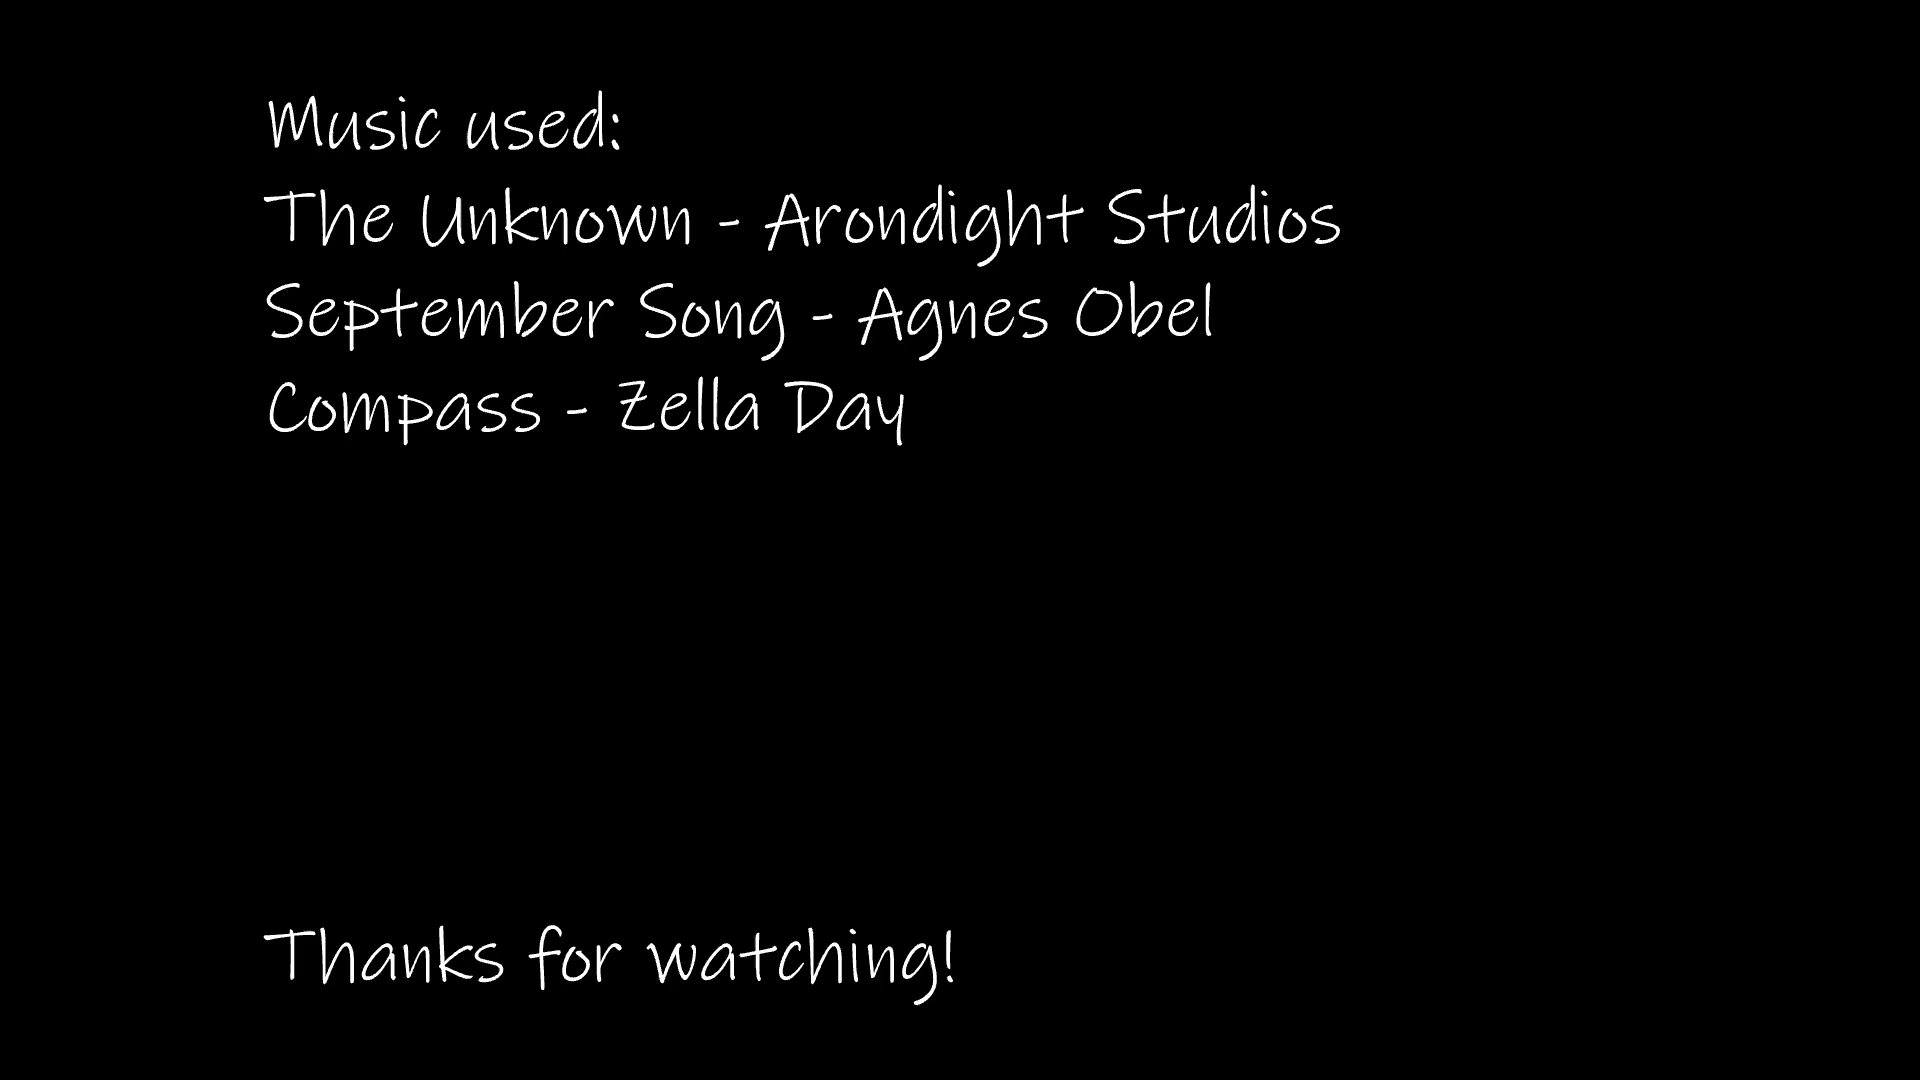 Music used:
The Unknown - Arondight Studios
September Song - Agnes Obel
Compass - Zella Day
Thanks for watching!